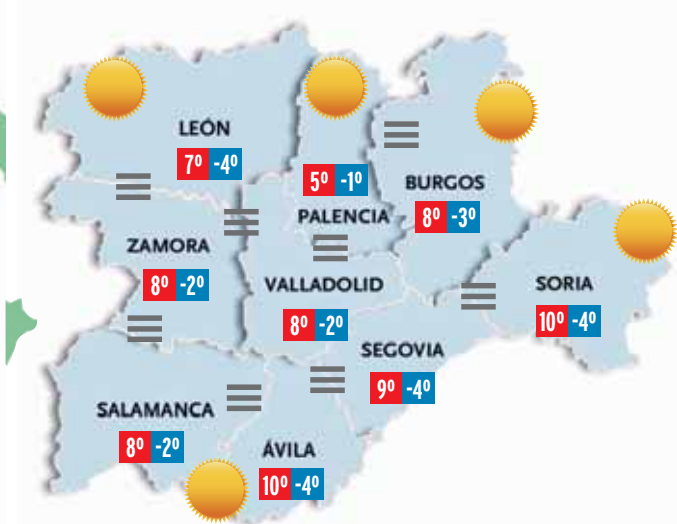 LEÓN
7º -4º
5º -1º
PALENCIA
BURGOS
8º -3º
ZAMORA
8º -2º
VALLADOLID
8º -2º
SORIA
10º -4º
SEGOVIA
9º -4º
SALAMANCA
8º -2º
ÁVILA
10º -4º